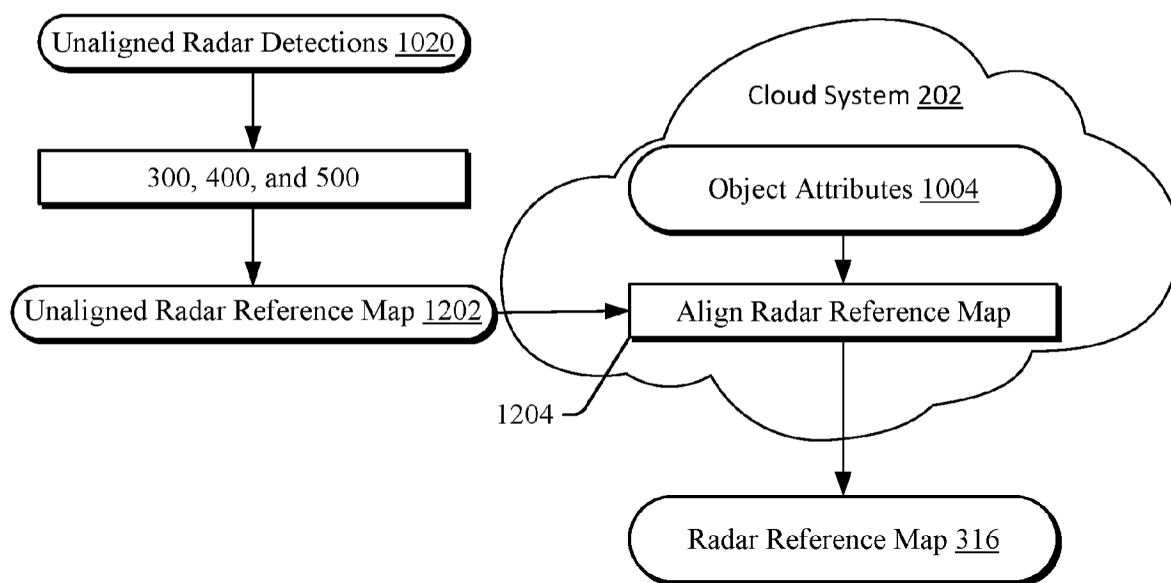 Unaligned Radar Detections 1020
300, 400, and 500
Unaligned Radar Reference Map 1202
Cloud System 202
Object Attributes 1004
Align Radar Reference Map
1204
Radar Reference Map 316